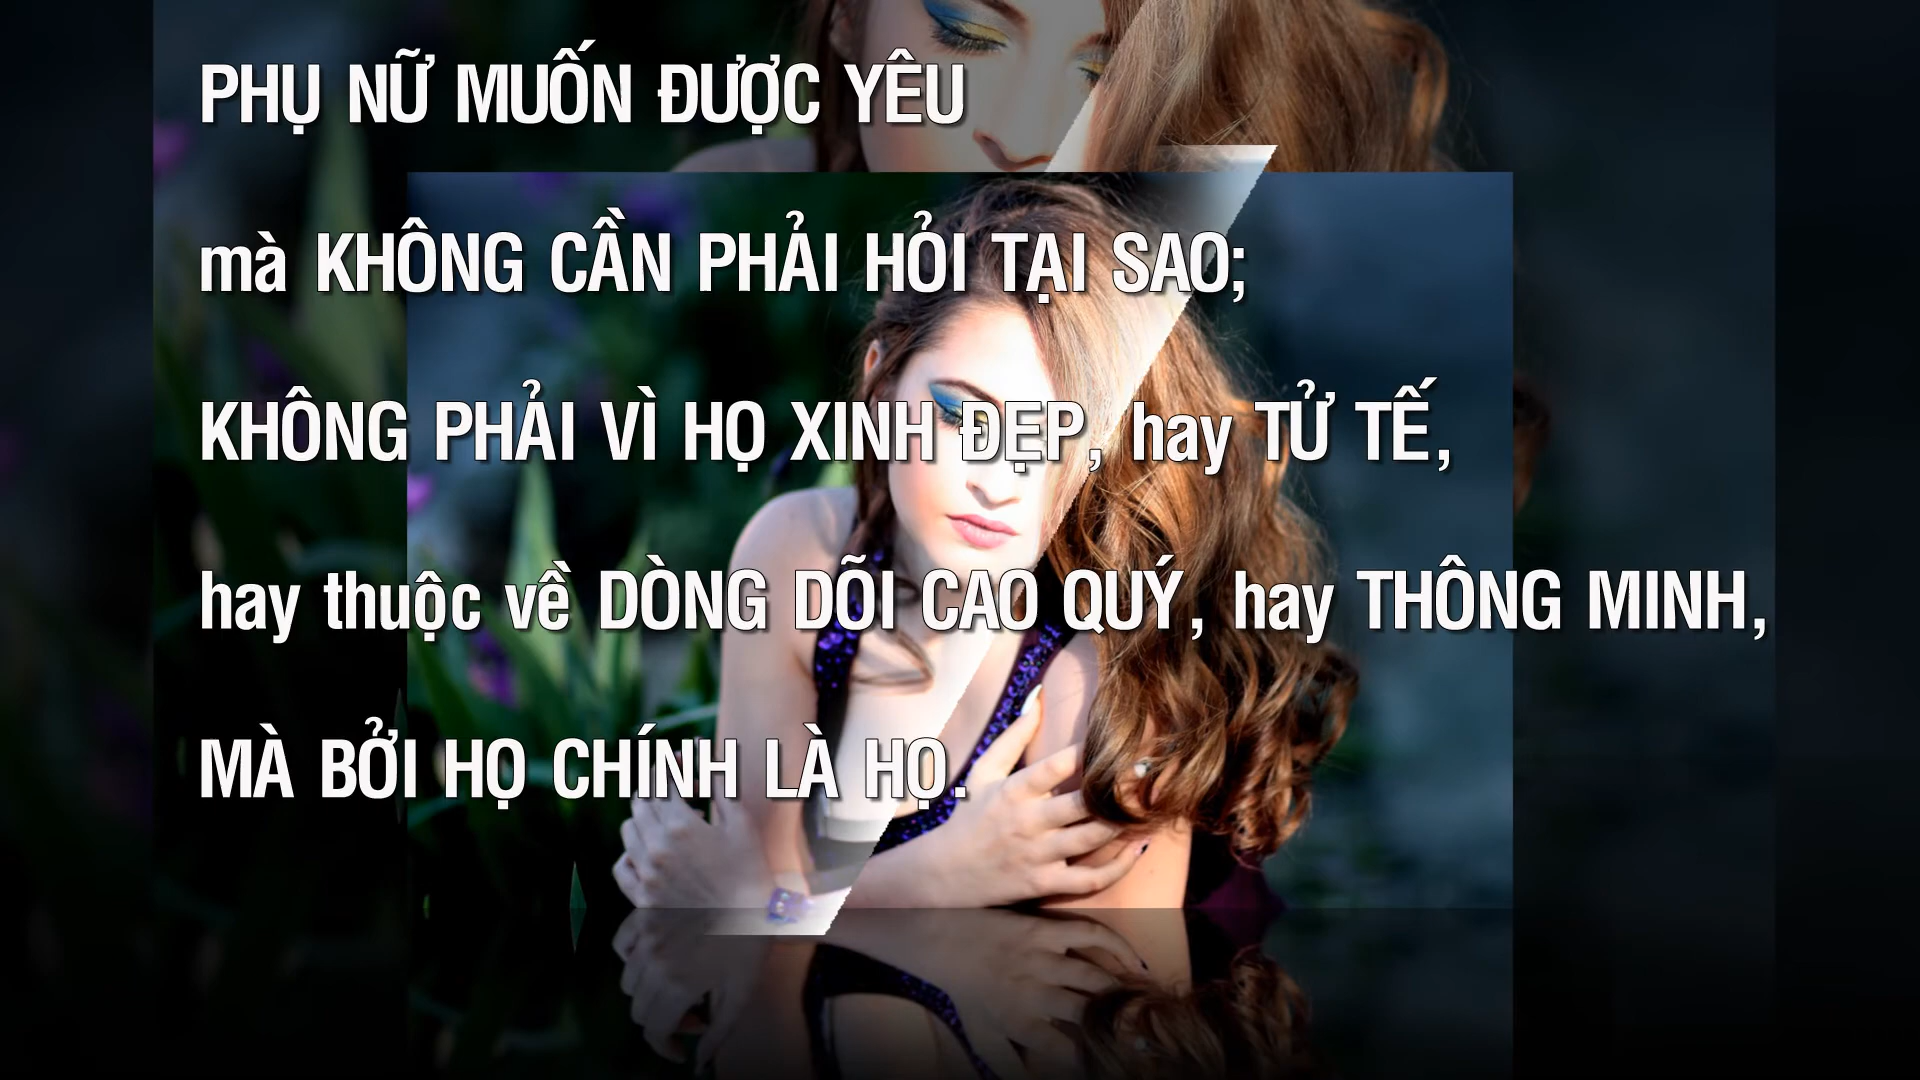 PHỤ NỮ MUỐN ĐƯỢC YÊU
mà KHÔNG CẦN PHẢI HỎI TẠI SAO;
KHÔNG PHẢI VÌ HỌ XINH ĐẸP, hay TỬ TẾ,
hay thuộc về DÒNG DÕI CAO QUÝ, hay THÔNG MINH,
MÀ BỞI HỌ CHÍNH LÀ HỌ.